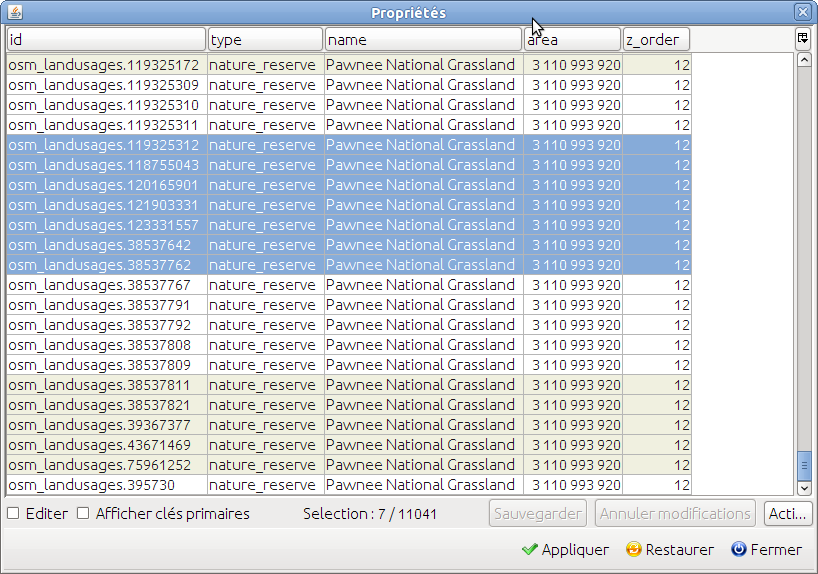 Propriétés
id type name area z_order
osm_landusages.119325172 nature_reserve Pawnee National Grassland 3 110 993 920 12
osm_landusages.119325309 nature_reserve Pawnee National Grassland 3 110 993 920 12
osm_landusages.119325310 nature_reserve Pawnee National Grassland 3 110 993 920 12
osm_landusages.119325311 nature_reserve Pawnee National Grassland 3 110 993 920 12
osm_landusages.119325312 nature_reserve Pawnee National Grassland 3 110 993 920 12
osm_landusages.118755043 nature_reserve Pawnee National Grassland 3 110 993 920 12
osm_landusages.120165901 nature_reserve Pawnee National Grassland 3 110 993 920 12
osm_landusages.121903331 nature_reserve Pawnee National Grassland 3 110 993 920 12
osm_landusages.123331557 nature_reserve Pawnee National Grassland 3 110 993 920 12
osm_landusages.38537642 nature_reserve Pawnee National Grassland 3 110 993 920 12
osm_landusages.38537762 nature_reserve Pawnee National Grassland 3 110 993 920 12
osm_landusages.38537767 nature_reserve Pawnee National Grassland 3 110 993 920 12
osm_landusages.38537791 nature_reserve Pawnee National Grassland 3 110 993 920 12
osm_landusages.38537792 nature_reserve Pawnee National Grassland 3 110 993 920 12
osm_landusages.38537808 nature_reserve Pawnee National Grassland 3 110 993 920 12
osm_landusages.38537809 nature_reserve Pawnee National Grassland 3 110 993 920 12
osm_landusages.38537811 nature_reserve Pawnee National Grassland 3 110 993 920 12
osm_landusages.38537821 nature_reserve Pawnee National Grassland 3 110 993 920 12
osm_landusages.39367377 nature_reserve Pawnee National Grassland 3 110 993 920 12
osm_landusages.43671469 nature_reserve Pawnee National Grassland 3 110 993 920 12
osm_landusages.75961252 nature_reserve Pawnee National Grassland 3 110 993 920 12
osm_landusages.395730 nature_reserve Pawnee National Grassland 3 110 993 920 12
Editer Afficher clés primaires Selection : 7 / 11041 Sauvegarder Annuler modifications Acti...
Appliquer Restaurer Fermer